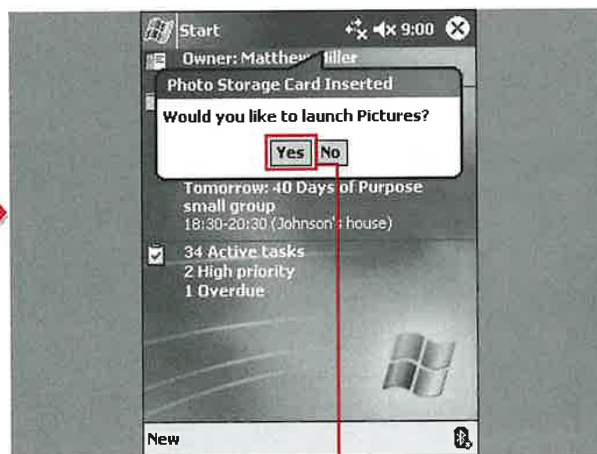 Start 9:00
Owner: Matthew Miller
Photo Storage Card Inserted
Would you like to launch Pictures?
Yes No
Tomorrow: 40 Days of Purpose
small group
18:30-20:30 (Johnson's house)
34 Active tasks
2 High priority
1 Overdue
New